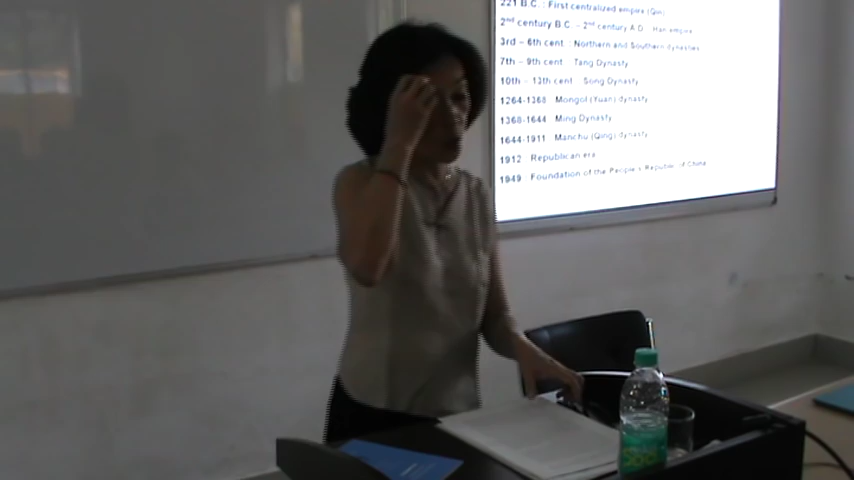 221 B.C. : First centralized empire (Qin)
2nd century B.C. – 2nd century A.D. : Han empire
3rd – 6th cent. : Northern and Southern dynasties
7th – 9th cent : Tang Dynasty
10th – 13th cent : Song Dynasty
1264-1368 : Mongol (Yuan) dynasty
1368-1644 : Ming Dynasty
1644-1911 : Manchu (Qing) dynasty
1912 : Republican era
1949 : Foundation of the People's Republic of China